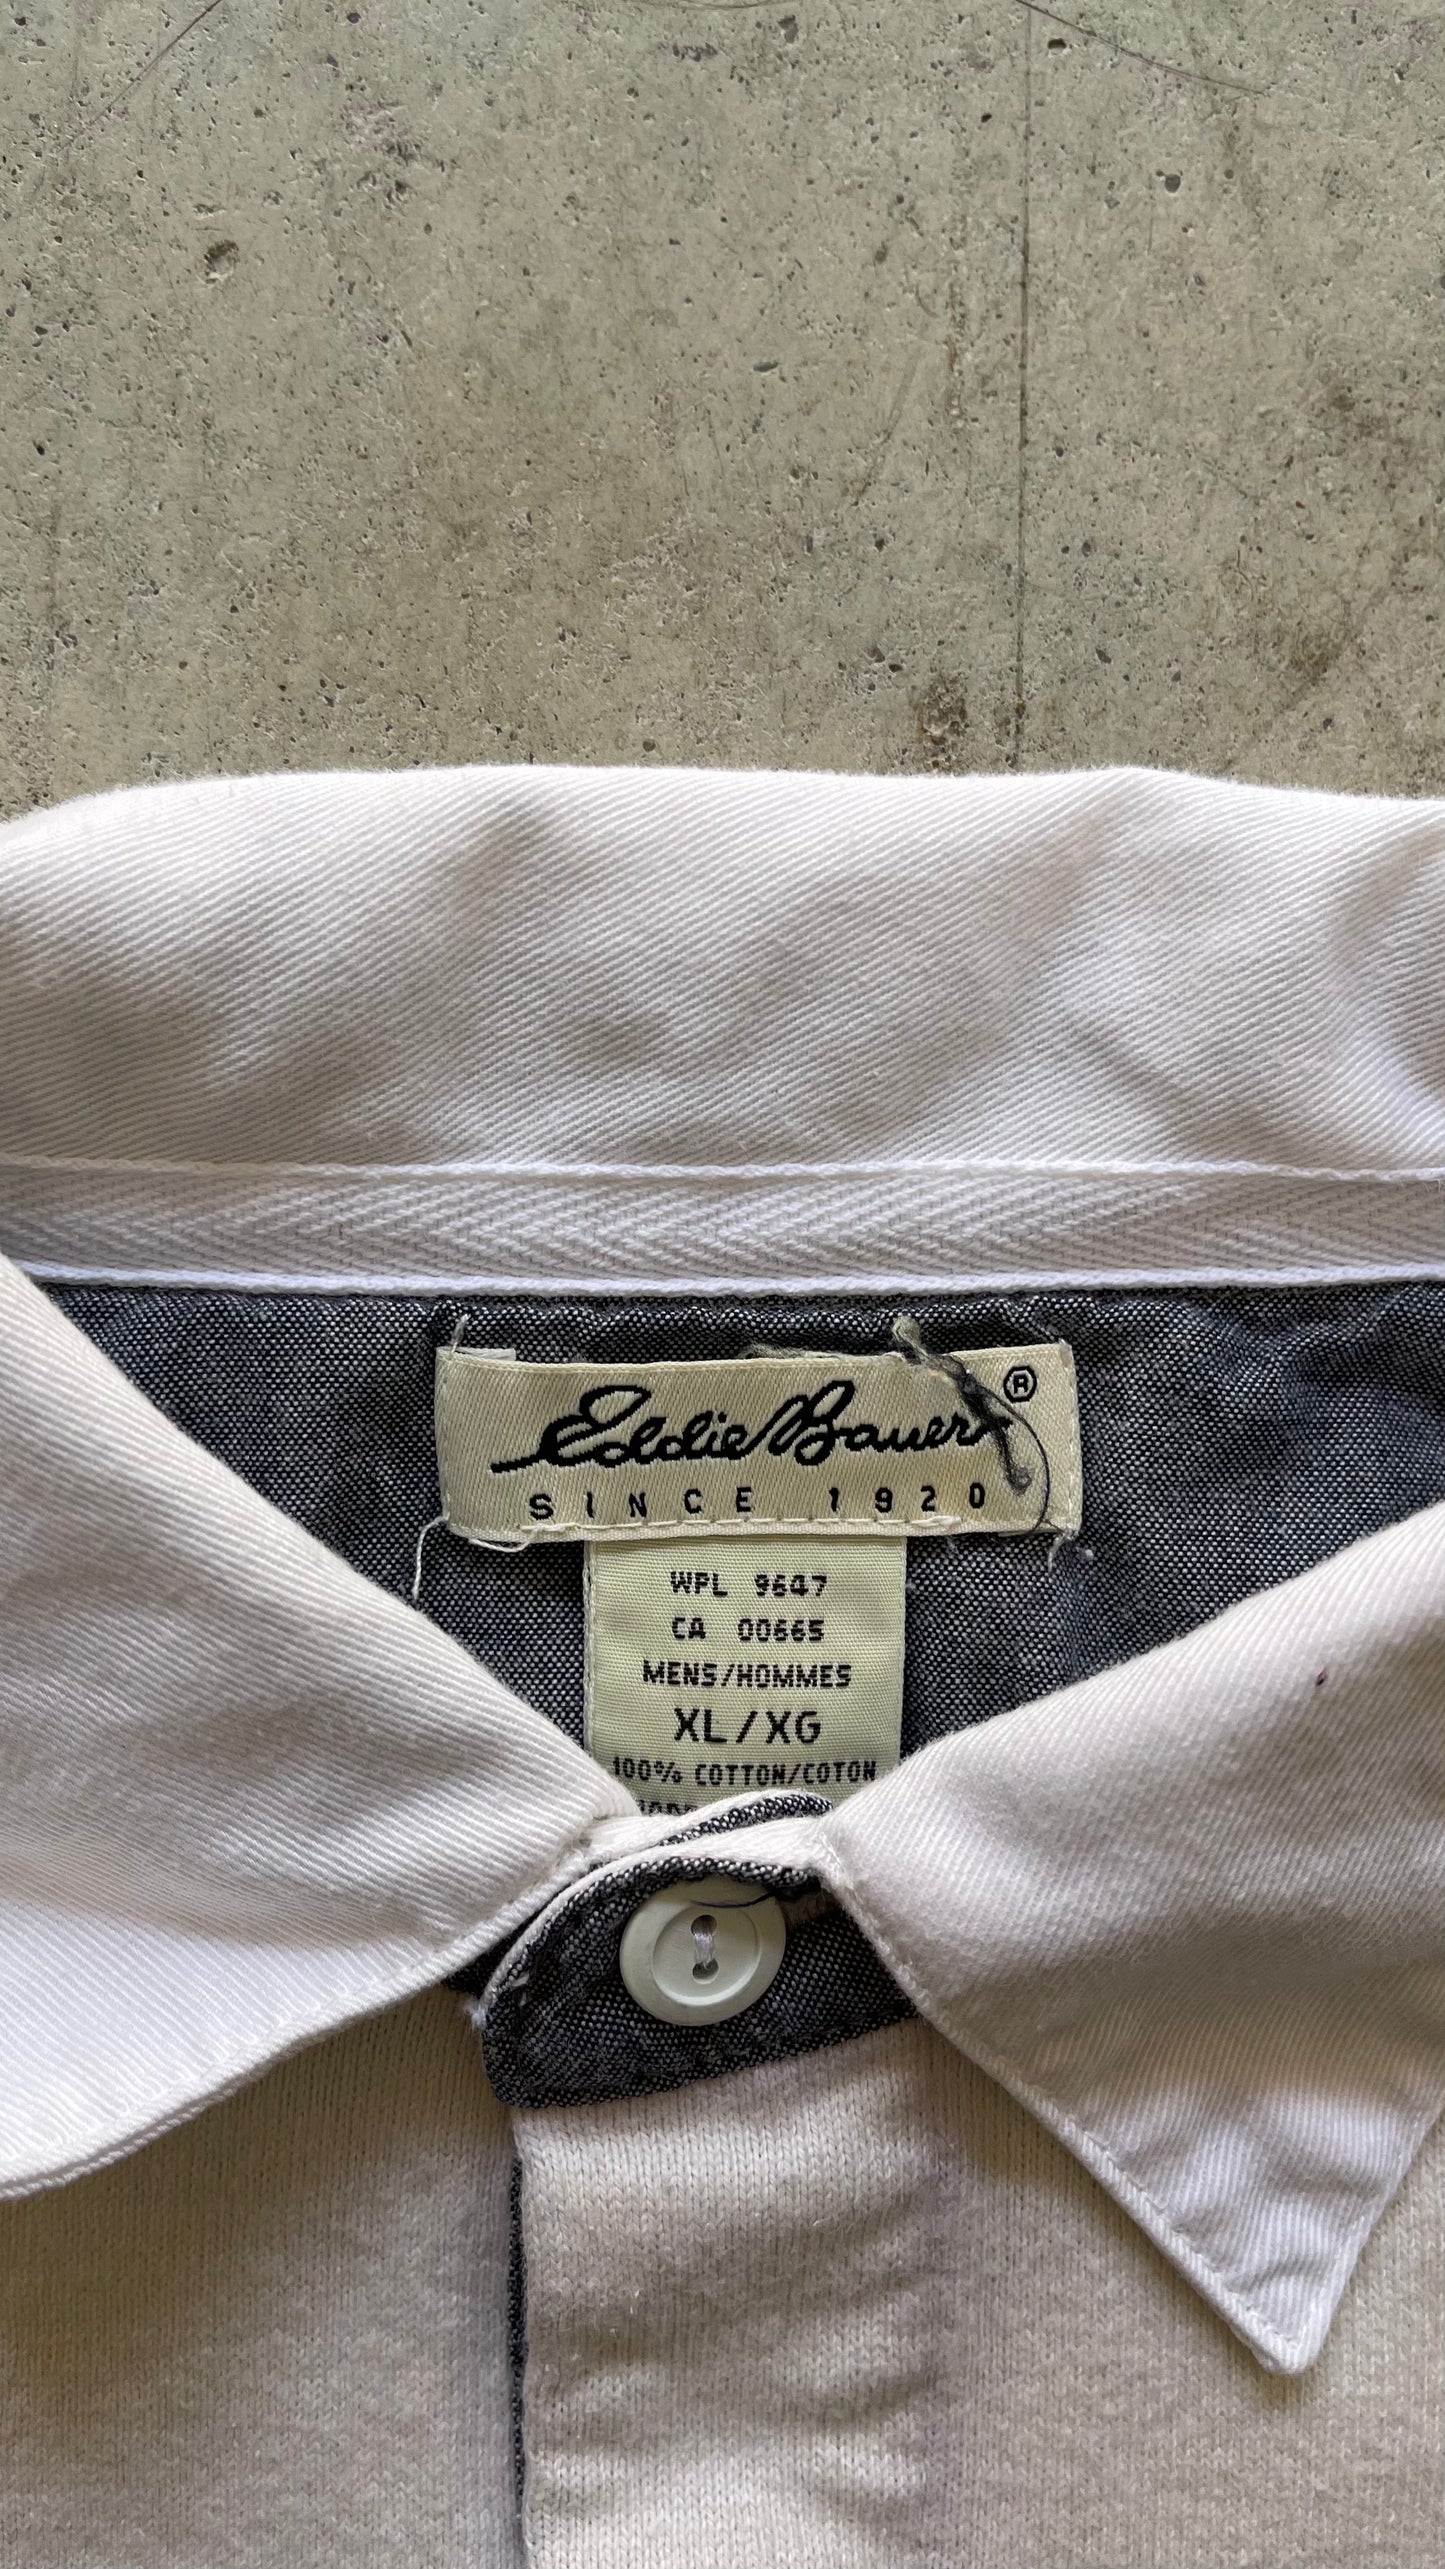 Eddie Bauer ®
SINCE 1920
WPL 9647
CA 00665
MENS/HOMMES
XL/XG
100% COTTON/COTON